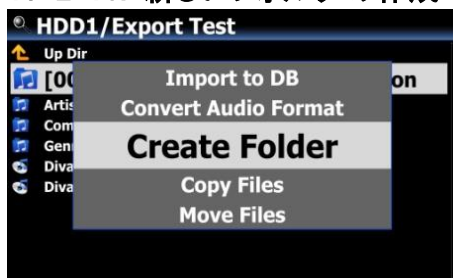 HDD1/Export Test
Up Dir
[00 on
Import to DB
Artis
Convert Audio Format
Com
Create Folder
Gen
Diva
Copy Files
Diva
Move Files